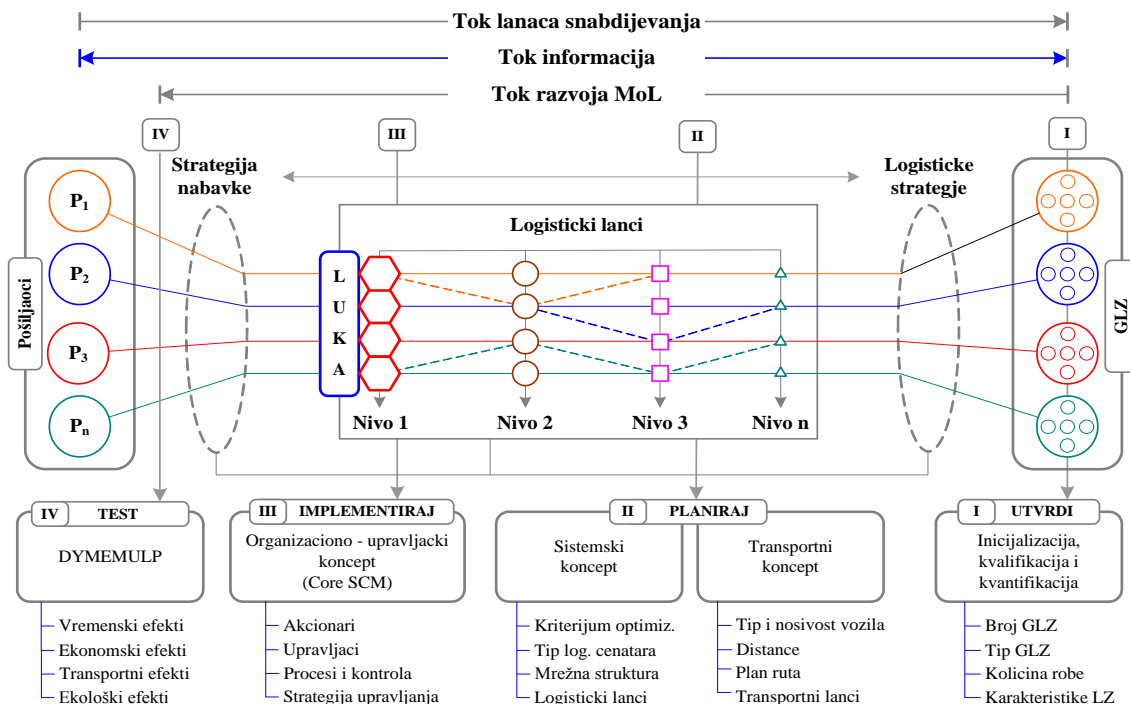 Tok lanaca snabdijevanja
Tok informacija
Tok razvoja MoL
IV
III
II
I
Strategija
nabavke
Logisticke
strategje
Pošiljaoci
P1
P2
P3
Pn
Logisticki lanci
L
U
K
A
Nivo 1
Nivo 2
Nivo 3
Nivo n
GLZ
IV TEST
DYMEMULP
Vremenski efekti
Ekonomski efekti
Transportni efekti
Ekološki efekti
III IMPLEMENTIRAJ
Organizaciono - upravljacki
koncept
(Core SCM)
Akcionari
Upravljaci
Procesi i kontrola
Strategija upravljanja
II PLANIRAJ
Sistemski
koncept
Transportni
koncept
Kriterijum optimiz.
Tip log. cenatara
Mrežna struktura
Logistički lanci
Tip i nosivost vozila
Distance
Plan ruta
Transportni lanci
I UTVRDI
Inicijalizacija,
kvalifikacija i
kvantifikacija
Broj GLZ
Tip GLZ
Kolicina robe
Karakteristike LZ